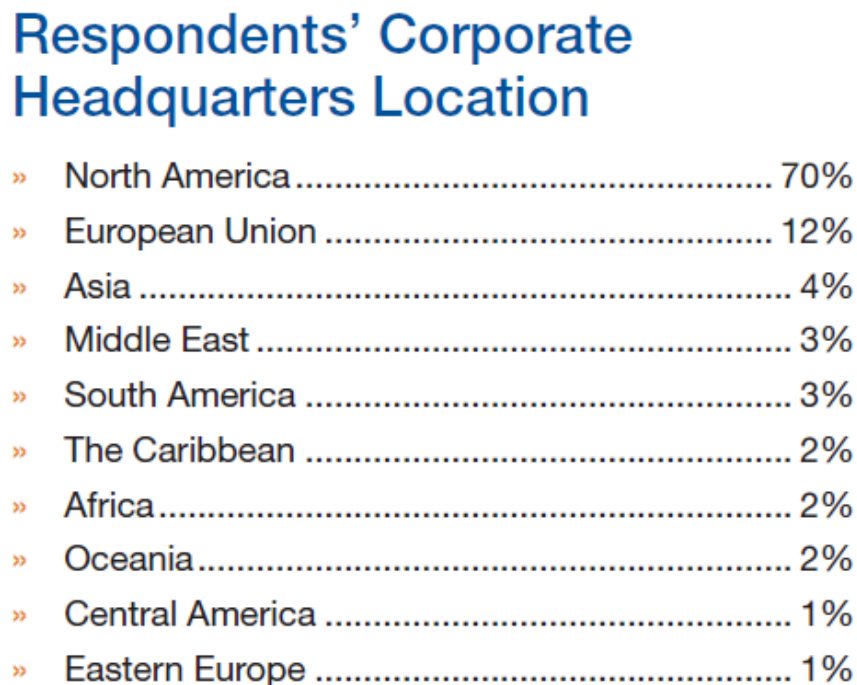 Respondents’ Corporate
Headquarters Location
» North America................................................. 70%
» European Union .............................................. 12%
» Asia ................................................................... 4%
» Middle East ....................................................... 3%
» South America .................................................. 3%
» The Caribbean .................................................. 2%
» Africa................................................................. 2%
» Oceania............................................................. 2%
» Central America ................................................ 1%
» Eastern Europe ................................................. 1%